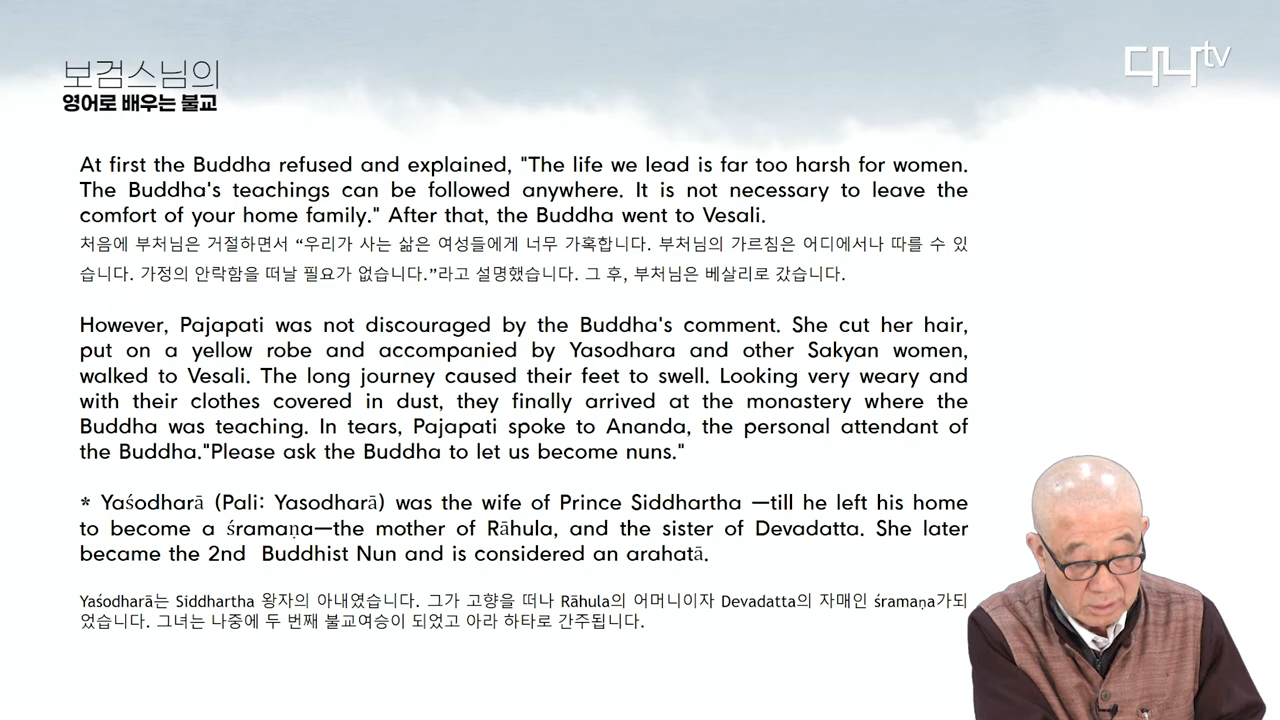 보검스님의
영어로 배우는 불교
다나tv
At first the Buddha refused and explained, "The life we lead is far too harsh for women.
The Buddha's teachings can be followed anywhere. It is not necessary to leave the
comfort of your home family." After that, the Buddha went to Vesali.
처음에 부처님은 거절하면서 “우리가 사는 삶은 여성들에게 너무 가혹합니다. 부처님의 가르침은 어디에서나 따를 수 있
습니다. 가정의 안락함을 떠날 필요가 없습니다.”라고 설명했습니다. 그 후, 부처님은 베살리로 갔습니다.
However, Pajapati was not discouraged by the Buddha's comment. She cut her hair,
put on a yellow robe and accompanied by Yasodhara and other Sakyan women,
walked to Vesali. The long journey caused their feet to swell. Looking very weary and
with their clothes covered in dust, they finally arrived at the monastery where the
Buddha was teaching. In tears, Pajapati spoke to Ananda, the personal attendant of
the Buddha."Please ask the Buddha to let us become nuns."
* Yaśodharā (Pali: Yasodharā) was the wife of Prince Siddhartha —till he left his home
to become a śramaṇa—the mother of Rāhula, and the sister of Devadatta. She later
became the 2nd Buddhist Nun and is considered an arahatā.
Yaśodharā는 Siddhartha 왕자의 아내였습니다. 그가 고향을 떠나 Rāhula의 어머니이자 Devadatta의 자매인 śramaṇa가되
었습니다. 그녀는 나중에 두 번째 불교여승이 되었고 아라 하타로 간주됩니다.